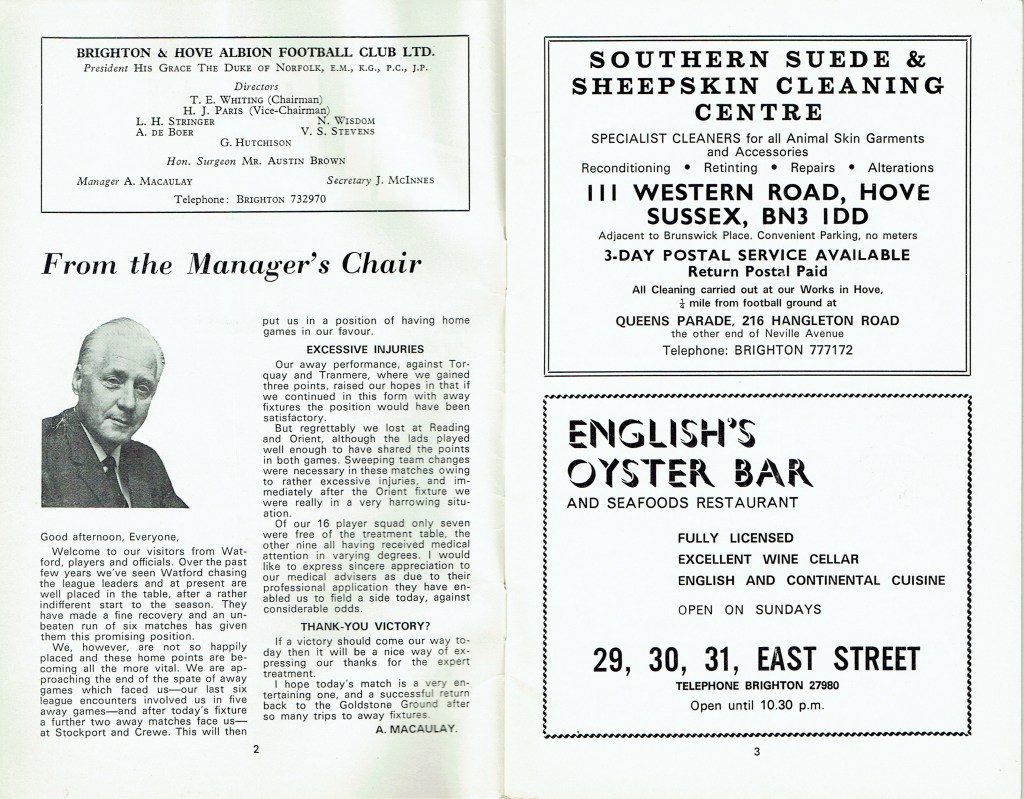 BRIGHTON & HOVE ALBION FOOTBALL CLUB LTD.
President HIS GRACE THE DUKE OF NORFOLK, E.M., K.G., P.C., J.P.
Directors
T. E. WHITING (Chairman)
H. J. PARIS (Vice-Chairman)
L. H. STRINGER N. WISDOM
A. DE BOER V. S. STEVENS
G. HUTCHISON
Hon. Surgeon MR. AUSTIN BROWN
Manager A. MACAULAY Secretary J. MCINNES
Telephone: BRIGHTON 732970
From the Manager's Chair
Good afternoon, Everyone,
Welcome to our visitors from Wat-
ford, players and officials. Over the past
few years we've seen Watford chasing
the league leaders and at present are
well placed in the table, after a rather
indifferent start to the season. They
have made a fine recovery and an un-
beaten run of six matches has given
them this promising position.
We, however, are not so happily
placed and these home points are be-
coming all the more vital. We are ap-
proaching the end of the spate of away
games which faced us—our last six
league encounters involved us in five
away games—and after today's fixture
a further two away matches face us—
at Stockport and Crewe. This will then
put us in a position of having home
games in our favour.
EXCESSIVE INJURIES
Our away performance, against Tor-
quay and Tranmere, where we gained
three points, raised our hopes in that if
we continued in this form with away
fixtures the position would have been
satisfactory.
But regrettably we lost at Reading
and Orient, although the lads played
well enough to have shared the points
in both games. Sweeping team changes
were necessary in these matches owing
to rather excessive injuries, and im-
mediately after the Orient fixture we
were really in a very harrowing situ-
ation.
Of our 16 player squad only seven
were free of the treatment table, the
other nine all having received medical
attention in varying degrees. I would
like to express sincere appreciation to
our medical advisers as due to their
professional application they have en-
abled us to field a side today, against
considerable odds.
THANK-YOU VICTORY?
If a victory should come our way to-
day then it will be a nice way of ex-
pressing our thanks for the expert
treatment.
I hope today's match is a very en-
tertaining one, and a successful return
back to the Goldstone Ground after
so many trips to away fixtures.
A. MACAULAY.
2
SOUTHERN SUEDE &
SHEEPSKIN CLEANING
CENTRE
SPECIALIST CLEANERS for all Animal Skin Garments
and Accessories
Reconditioning • Retinting • Repairs • Alterations
111 WESTERN ROAD, HOVE
SUSSEX, BN3 1DD
Adjacent to Brunswick Place. Convenient Parking, no meters
3-DAY POSTAL SERVICE AVAILABLE
Return Postal Paid
All Cleaning carried out at our Works in Hove,
¼ mile from football ground at
QUEENS PARADE, 216 HANGLETON ROAD
the other end of Neville Avenue
Telephone: BRIGHTON 777172
ENGLISH'S
OYSTER BAR
AND SEAFOODS RESTAURANT
FULLY LICENSED
EXCELLENT WINE CELLAR
ENGLISH AND CONTINENTAL CUISINE
OPEN ON SUNDAYS
29, 30, 31, EAST STREET
TELEPHONE BRIGHTON 27980
Open until 10.30 p.m.
3